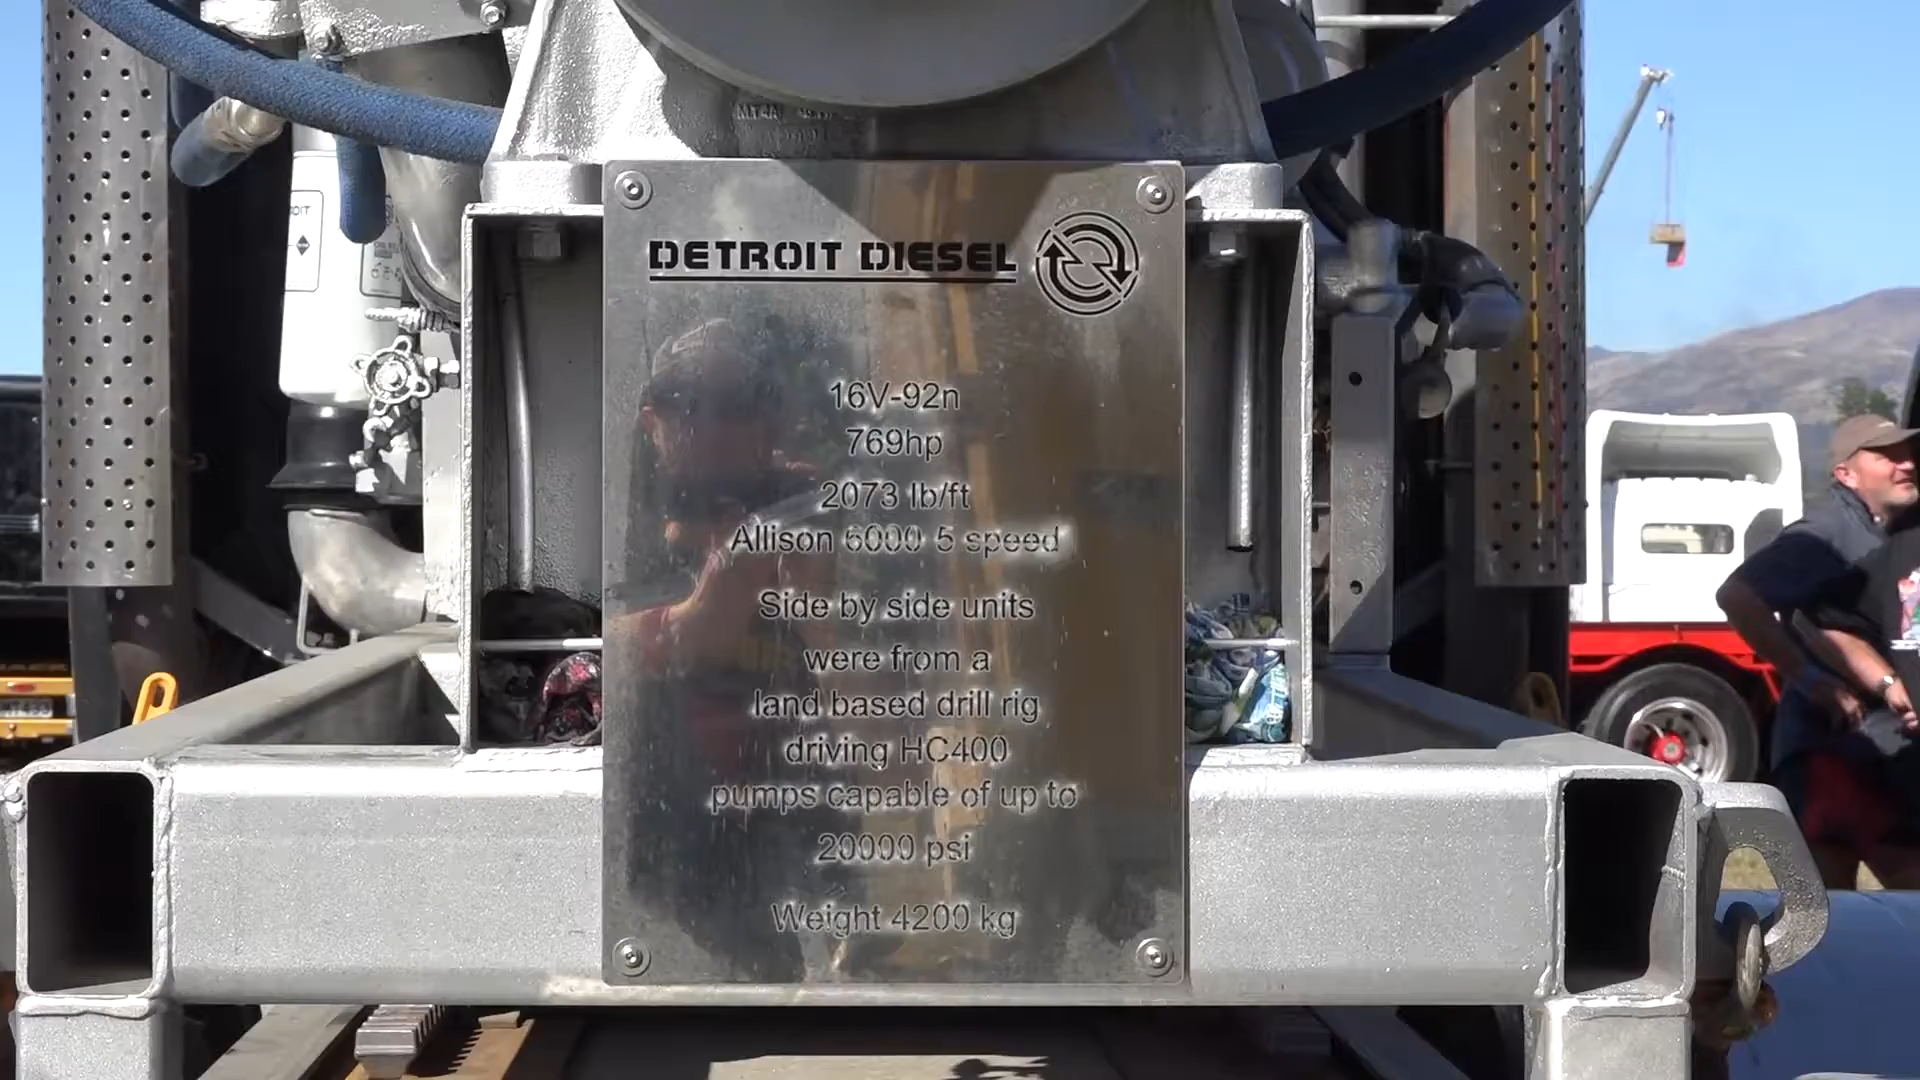 DETROIT DIESEL
16V-92n
769hp
2073 lb/ft
Allison 6000 5 speed
Side by side units
were from a
land based drill rig
driving HC400
pumps capable of up to
20000 psi
Weight 4200 kg